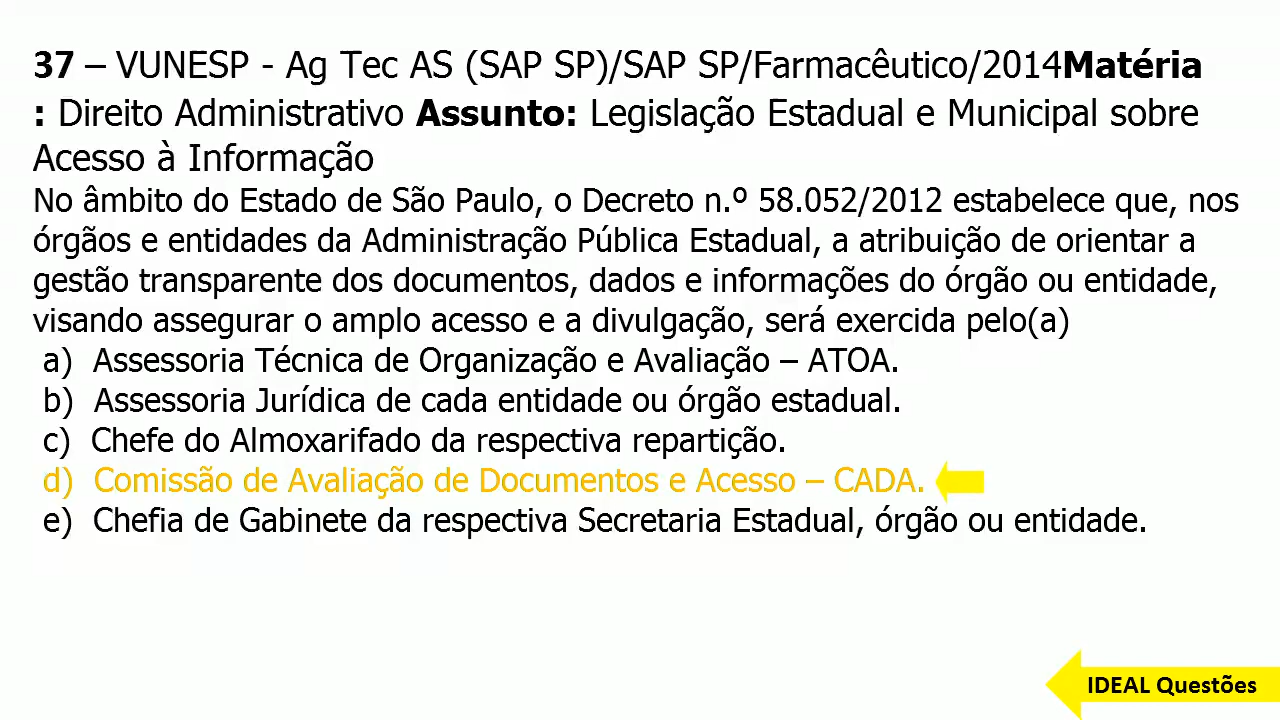 37 – VUNESP - Ag Tec AS (SAP SP)/SAP SP/Farmacêutico/2014Matéria
: Direito Administrativo Assunto: Legislação Estadual e Municipal sobre
Acesso à Informação
No âmbito do Estado de São Paulo, o Decreto n.º 58.052/2012 estabelece que, nos
órgãos e entidades da Administração Pública Estadual, a atribuição de orientar a
gestão transparente dos documentos, dados e informações do órgão ou entidade,
visando assegurar o amplo acesso e a divulgação, será exercida pelo(a)
a) Assessoria Técnica de Organização e Avaliação – ATOA.
b) Assessoria Jurídica de cada entidade ou órgão estadual.
c) Chefe do Almoxarifado da respectiva repartição.
d) Comissão de Avaliação de Documentos e Acesso – CADA.
e) Chefia de Gabinete da respectiva Secretaria Estadual, órgão ou entidade.
IDEAL Questões